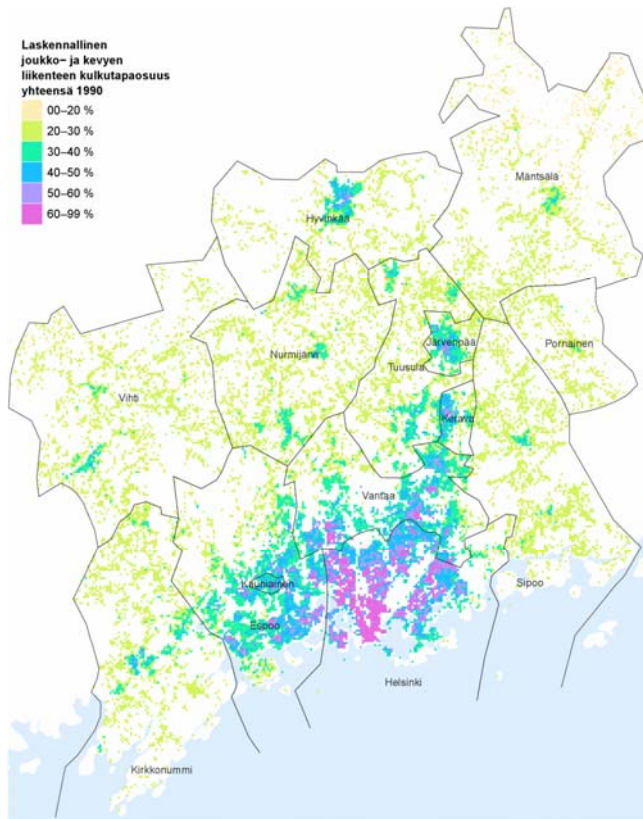 Laskennallinen
joukko− ja kevyen
liikenteen kulkutapaosuus
yhteensä 1990
00–20 %
20–30 %
30–40 %
40–50 %
50–60 %
60–99 %
Mäntsälä
Hyvinkää
Järvenpää
Pornainen
Nurmijärvi
Tuusula
Vihti
Kerava
Vantaa
Kauniainen
Sipoo
Espoo
Helsinki
Kirkkonummi